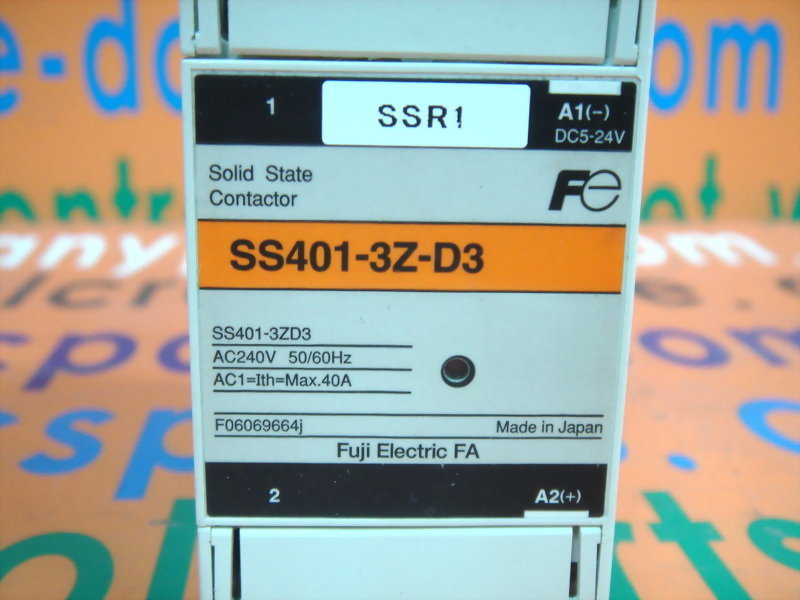 1 SSR1 A1(-)
DC5-24V
Solid State
Contactor
Fe
SS401-3Z-D3
SS401-3ZD3
AC240V 50/60Hz
AC1=Ith=Max.40A
F06069664j Made in Japan
Fuji Electric FA
2 A2(+)